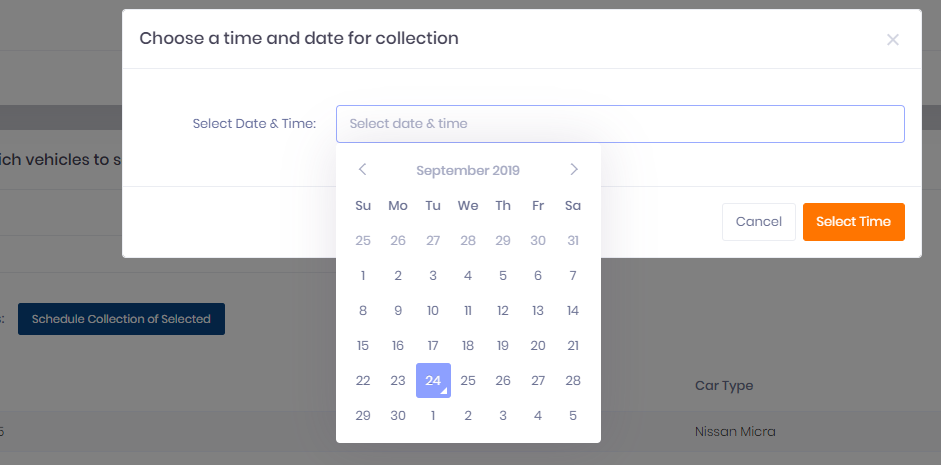 Choose a time and date for collection
×
Select Date & Time:
Select date & time
ich vehicles to s
September 2019
Su Mo Tu We Th Fr Sa
25 26 27 28 29 30 31
1 2 3 4 5 6 7
8 9 10 11 12 13 14
15 16 17 18 19 20 21
22 23 24 25 26 27 28
29 30 1 2 3 4 5
Cancel
Select Time
s:
Schedule Collection of Selected
Car Type
5
Nissan Micra